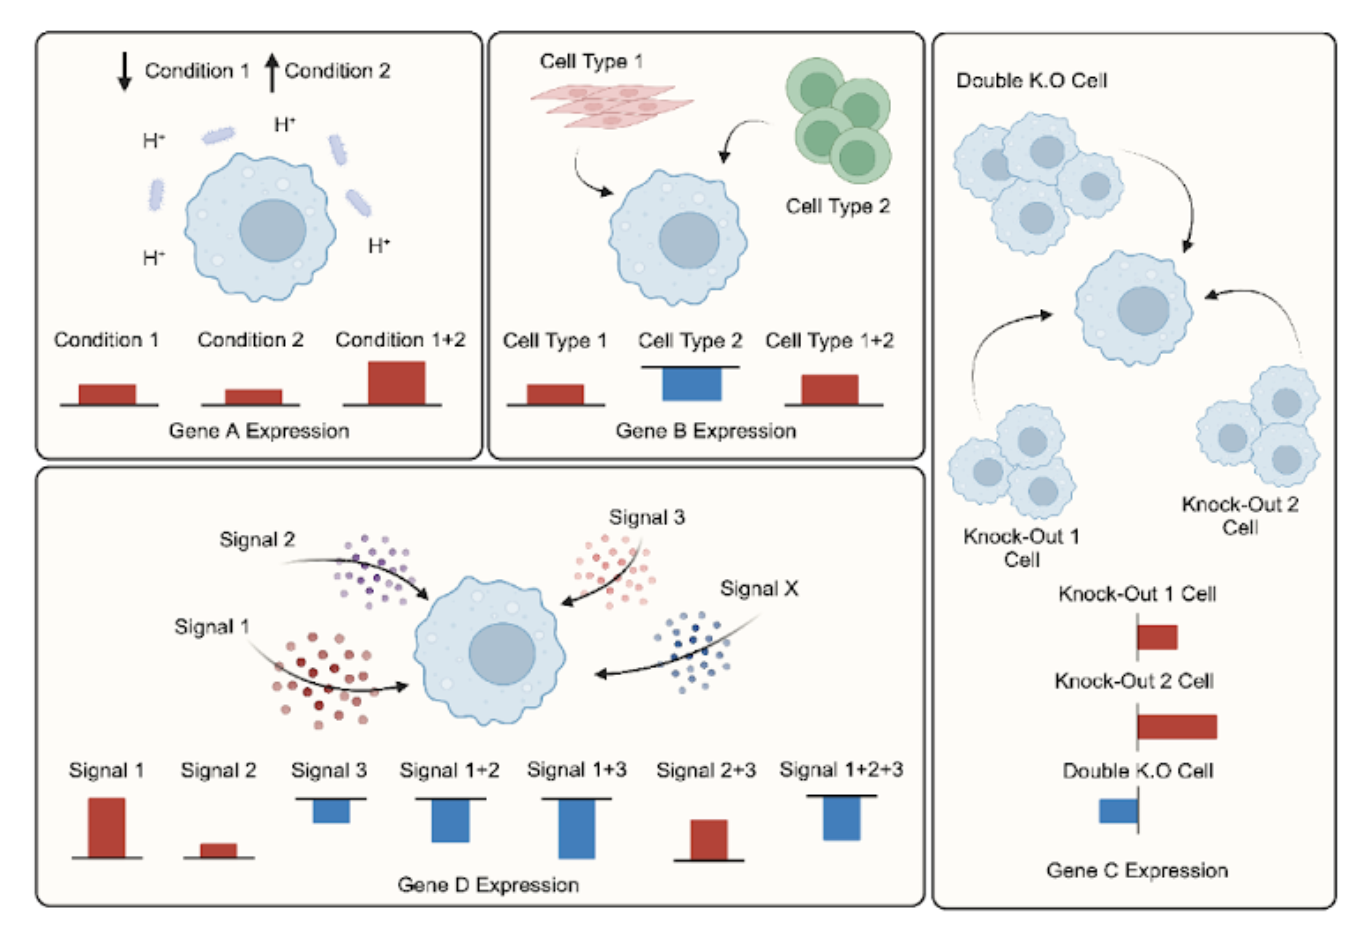 Condition 1 Condition 2
H⁺
H⁺
H⁺
H⁺
Condition 1 Condition 2 Condition 1+2
Gene A Expression
Cell Type 1
Cell Type 2
Cell Type 1 Cell Type 2 Cell Type 1+2
Gene B Expression
Double K.O Cell
Knock-Out 2
Cell
Knock-Out 1
Cell
Knock-Out 1 Cell
Knock-Out 2 Cell
Double K.O Cell
Gene C Expression
Signal 3
Signal 2
Signal X
Signal 1
Signal 1 Signal 2 Signal 3 Signal 1+2 Signal 1+3 Signal 2+3 Signal 1+2+3
Gene D Expression